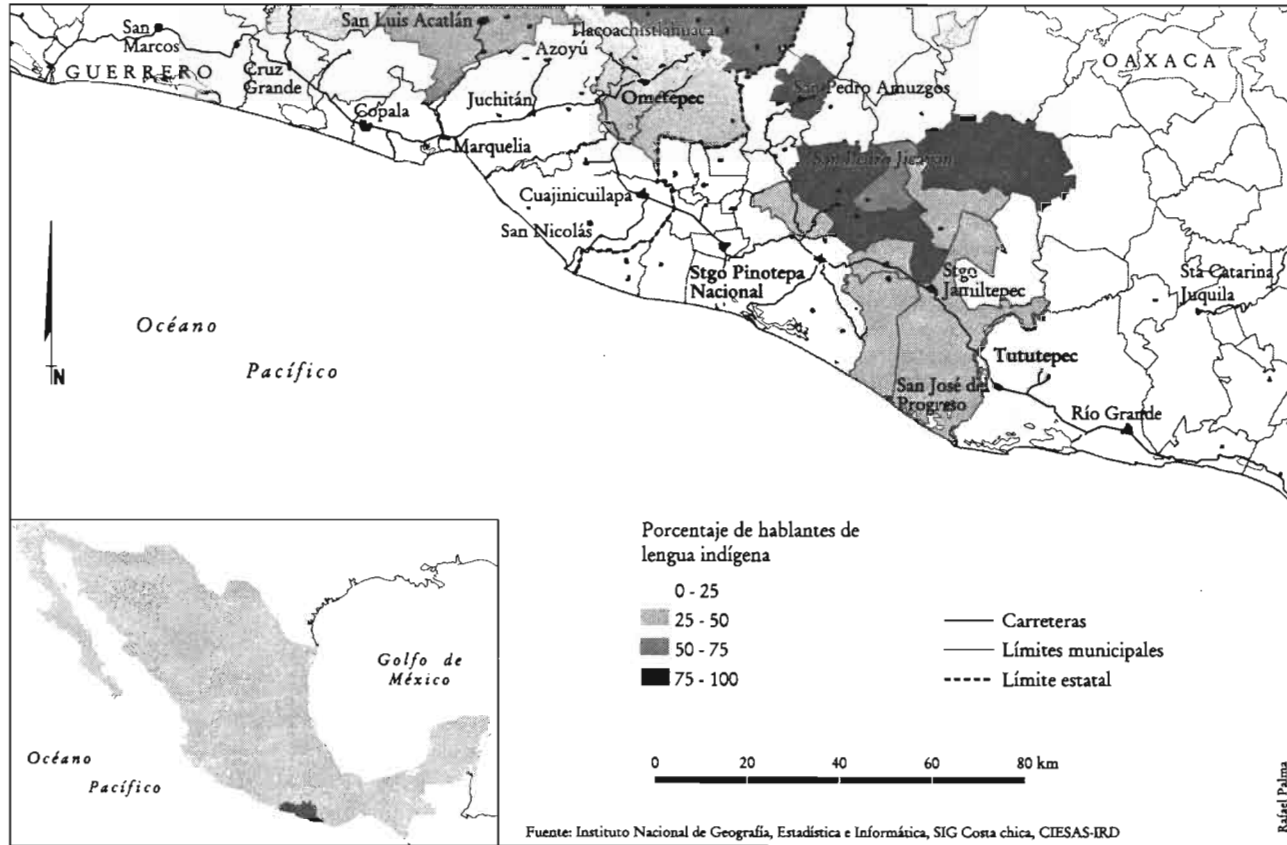 San Luis Acatlán
Tlacoachistlahuaca
San
Marcos
Azoyú
GUERRERO
Cruz
Grande
OAXACA
Ometepec
San Pedro Amuzgos
Juchitán
Copala
Marquelia
San Pedro Jicayán
Cuajinicuilapa
San Nicolás
Stgo Pinotepa
Nacional
Stgo
Jamiltepec
Sta Catarina
Juquila
Océano
Pacífico
N
Tututepec
San José del
Progreso
Río Grande
Porcentaje de hablantes de
lengua indígena
0 - 25
25 - 50
50 - 75
75 - 100
Carreteras
Límites municipales
Límite estatal
Golfo de
México
Océano
Pacífico
0 20 40 60 80 km
Rafael Palma
Fuente: Instituto Nacional de Geografía, Estadística e Informática, SIG Costa chica, CIESAS-IRD